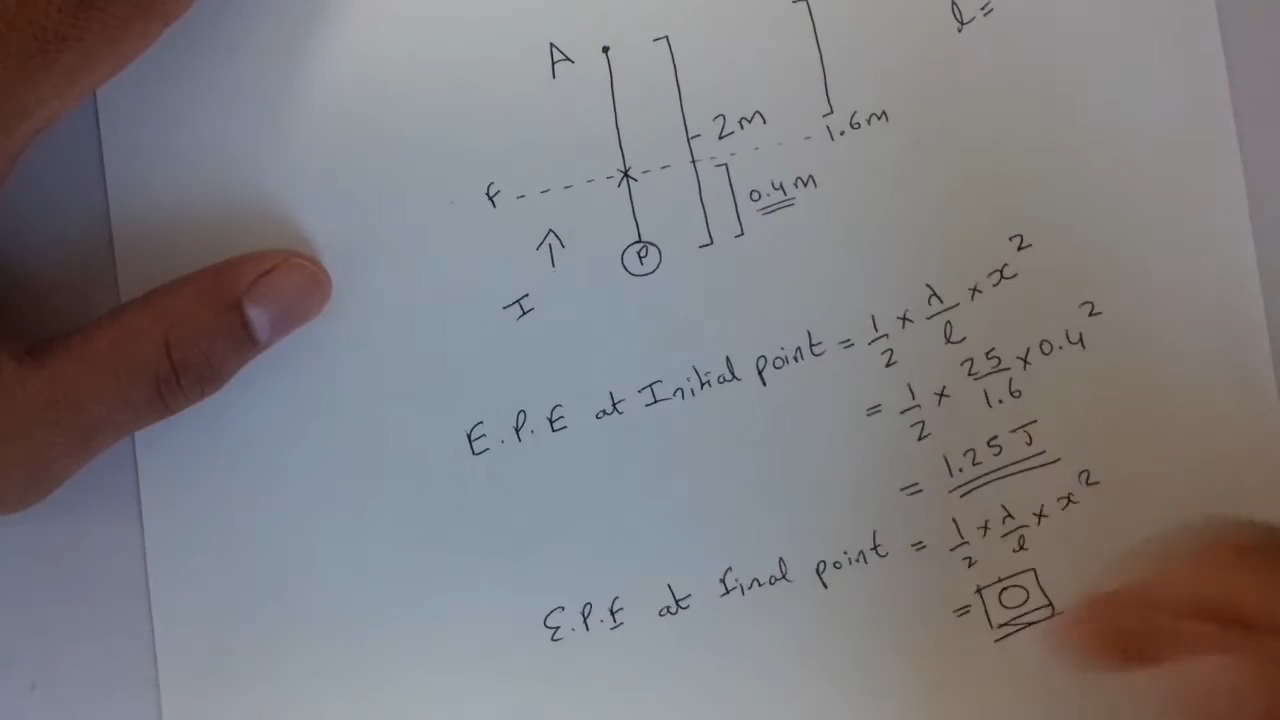 l =
A
2m
1.6m
f
0.4m
P
I
E.P.E at Initial point = 1/2 × λ/l × x²
= 1/2 × 25/1.6 × 0.4²
= 1.25 J
E.P.E at final point = 1/2 × λ/l × x²
= 0